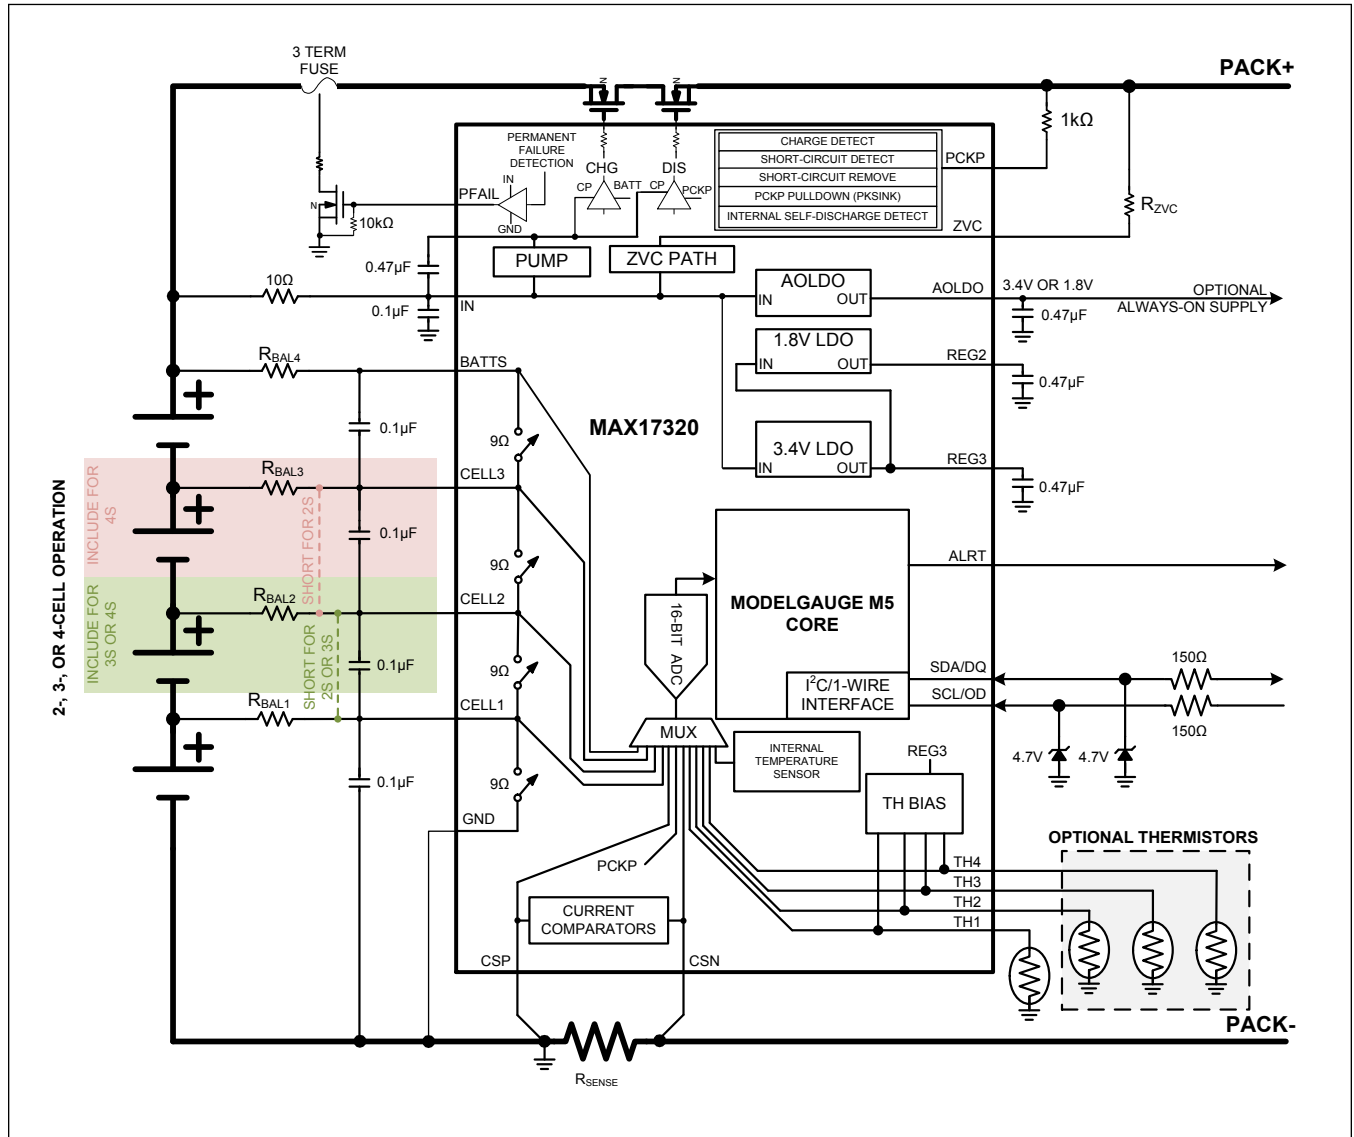 3 TERM
FUSE
N
N
PACK+
1kΩ
PERMANENT
FAILURE
DETECTION
CHG
DIS
CHARGE DETECT
SHORT-CIRCUIT DETECT
SHORT-CIRCUIT REMOVE
PCKP PULLDOWN (PKSINK)
INTERNAL SELF-DISCHARGE DETECT
PCKP
IN
CP
BATT
CP
PCKP
PFAIL
GND
N
10kΩ
RZVC
ZVC
0.47µF
PUMP
ZVC PATH
10Ω
0.1µF
IN
AOLDO
IN
OUT
AOLDO
3.4V OR 1.8V
OPTIONAL
ALWAYS-ON SUPPLY
0.47µF
1.8V LDO
IN
OUT
REG2
0.47µF
RBAL4
BATTS
MAX17320
3.4V LDO
IN
OUT
REG3
0.47µF
+
0.1µF
9Ω
2-, 3-, OR 4-CELL OPERATION
INCLUDE FOR
4S
RBAL3
CELL3
+
SHORT FOR 2S
0.1µF
9Ω
INCLUDE FOR
3S OR 4S
RBAL2
CELL2
+
SHORT FOR
2S OR 3S
0.1µF
9Ω
RBAL1
CELL1
+
0.1µF
9Ω
GND
16-BIT ADC
MODELGAUGE M5
CORE
ALRT
I2C/1-WIRE
INTERFACE
SDA/DQ
SCL/OD
150Ω
150Ω
4.7V
4.7V
MUX
INTERNAL
TEMPERATURE
SENSOR
REG3
TH BIAS
OPTIONAL THERMISTORS
TH4
TH3
TH2
TH1
PCKP
CURRENT
COMPARATORS
CSP
CSN
PACK-
RSENSE